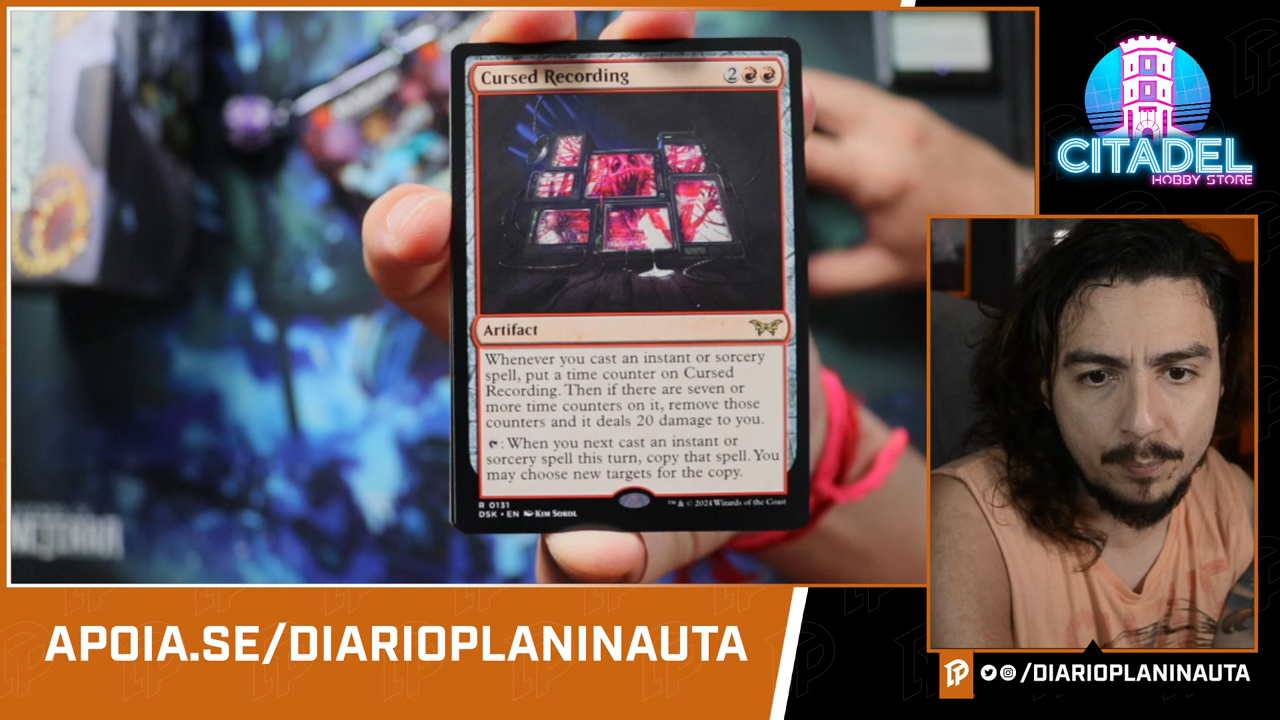 Cursed Recording
2
Artifact
Whenever you cast an instant or sorcery
spell, put a time counter on Cursed
Recording. Then if there are seven or
more time counters on it, remove those
counters and it deals 20 damage to you.
: When you next cast an instant or
sorcery spell this turn, copy that spell. You
may choose new targets for the copy.
R 0131
DSK • EN KIM SOKOL
™ & © 2024 Wizards of the Coast
CITADEL
HOBBY STORE
APOIA.SE/DIARIOPLANINAUTA
/DIARIOPLANINAUTA